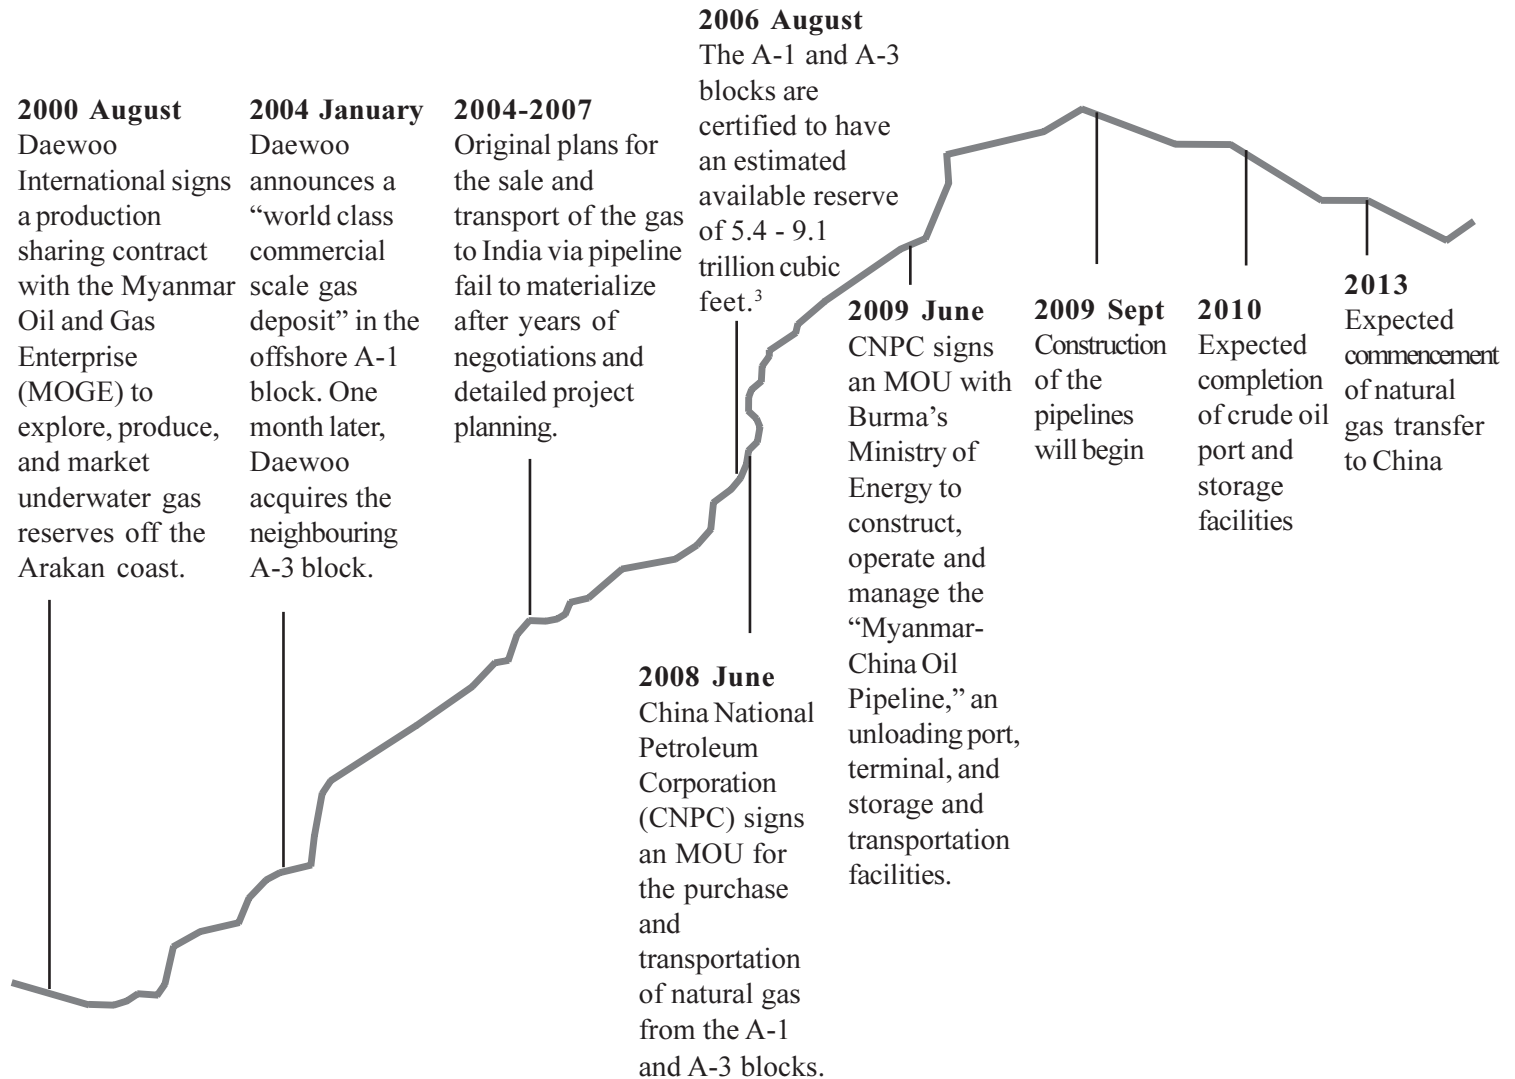 2000 August
Daewoo
International signs
a production
sharing contract
with the Myanmar
Oil and Gas
Enterprise
(MOGE) to
explore, produce,
and market
underwater gas
reserves off the
Arakan coast.
2004 January
Daewoo
announces a
“world class
commercial
scale gas
deposit” in the
offshore A-1
block. One
month later,
Daewoo
acquires the
neighbouring
A-3 block.
2004-2007
Original plans for
the sale and
transport of the gas
to India via pipeline
fail to materialize
after years of
negotiations and
detailed project
planning.
2006 August
The A-1 and A-3
blocks are
certified to have
an estimated
available reserve
of 5.4 - 9.1
trillion cubic
feet.³
2008 June
China National
Petroleum
Corporation
(CNPC) signs
an MOU for
the purchase
and
transportation
of natural gas
from the A-1
and A-3 blocks.
2009 June
CNPC signs
an MOU with
Burma’s
Ministry of
Energy to
construct,
operate and
manage the
“Myanmar-
China Oil
Pipeline,” an
unloading port,
terminal, and
storage and
transportation
facilities.
2009 Sept
Construction
of the
pipelines
will begin
2010
Expected
completion
of crude oil
port and
storage
facilities
2013
Expected
commencement
of natural
gas transfer
to China